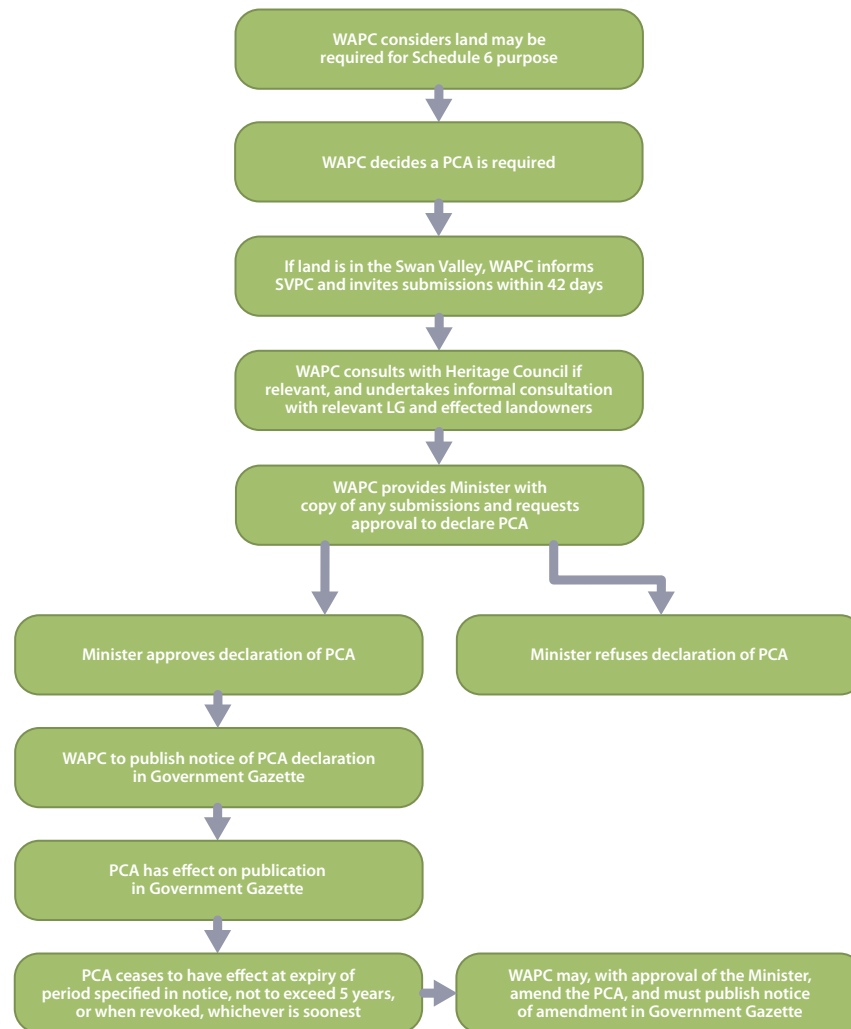 WAPC considers land may be
required for Schedule 6 purpose
WAPC decides a PCA is required
If land is in the Swan Valley, WAPC informs
SVPC and invites submissions within 42 days
WAPC consults with Heritage Council if
relevant, and undertakes informal consultation
with relevant LG and effected landowners
WAPC provides Minister with
copy of any submissions and requests
approval to declare PCA
Minister approves declaration of PCA
Minister refuses declaration of PCA
WAPC to publish notice of PCA declaration
in Government Gazette
PCA has effect on publication
in Government Gazette
PCA ceases to have effect at expiry of
period specified in notice, not to exceed 5 years,
or when revoked, whichever is soonest
WAPC may, with approval of the Minister,
amend the PCA, and must publish notice
of amendment in Government Gazette